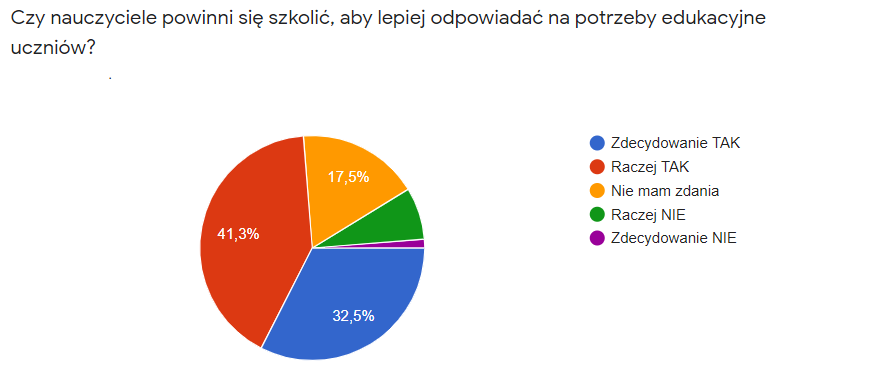 Czy nauczyciele powinni się szkolić, aby lepiej odpowiadać na potrzeby edukacyjne
uczniów?
17,5%
41,3%
32,5%
Zdecydowanie TAK
Raczej TAK
Nie mam zdania
Raczej NIE
Zdecydowanie NIE